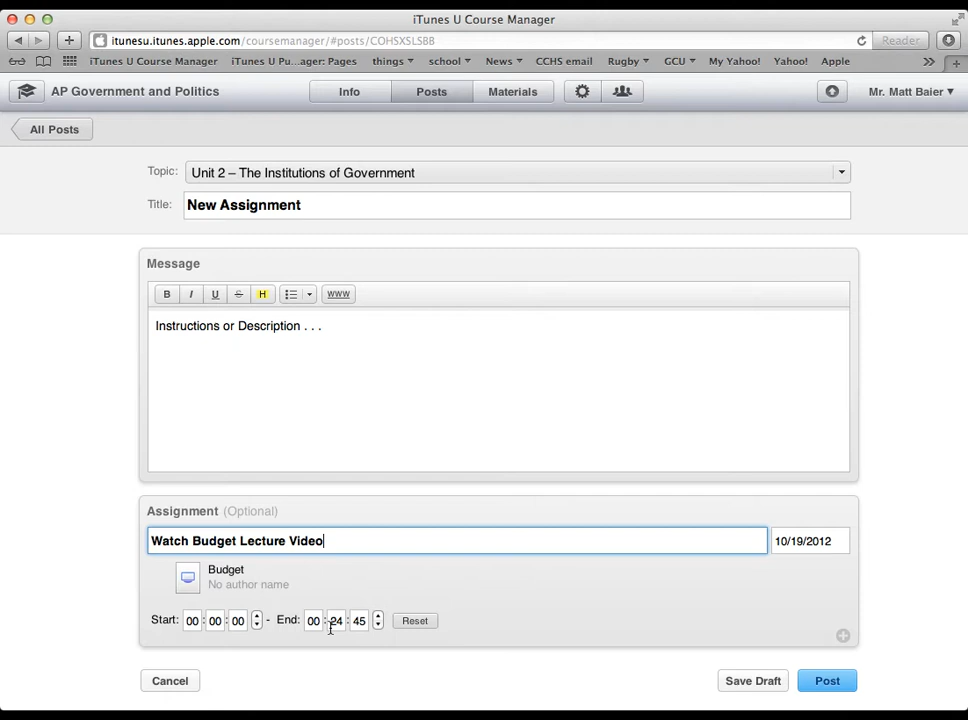 iTunes U Course Manager
itunesu.itunes.apple.com/coursemanager/#posts/COHSXSLSBB
Reader
iTunes U Course Manager iTunes U Pu...ager: Pages things school News CCHS email Rugby GCU My Yahoo! Yahoo! Apple
AP Government and Politics Info Posts Materials Mr. Matt Baier
All Posts
Topic: Unit 2 – The Institutions of Government
Title: New Assignment
Message
B I U S H WWW
Instructions or Description . . .
Assignment (Optional)
Watch Budget Lecture Video 10/19/2012
Budget
No author name
Start: 00 : 00 : 00 - End: 00 : 24 : 45 Reset
Cancel Save Draft Post